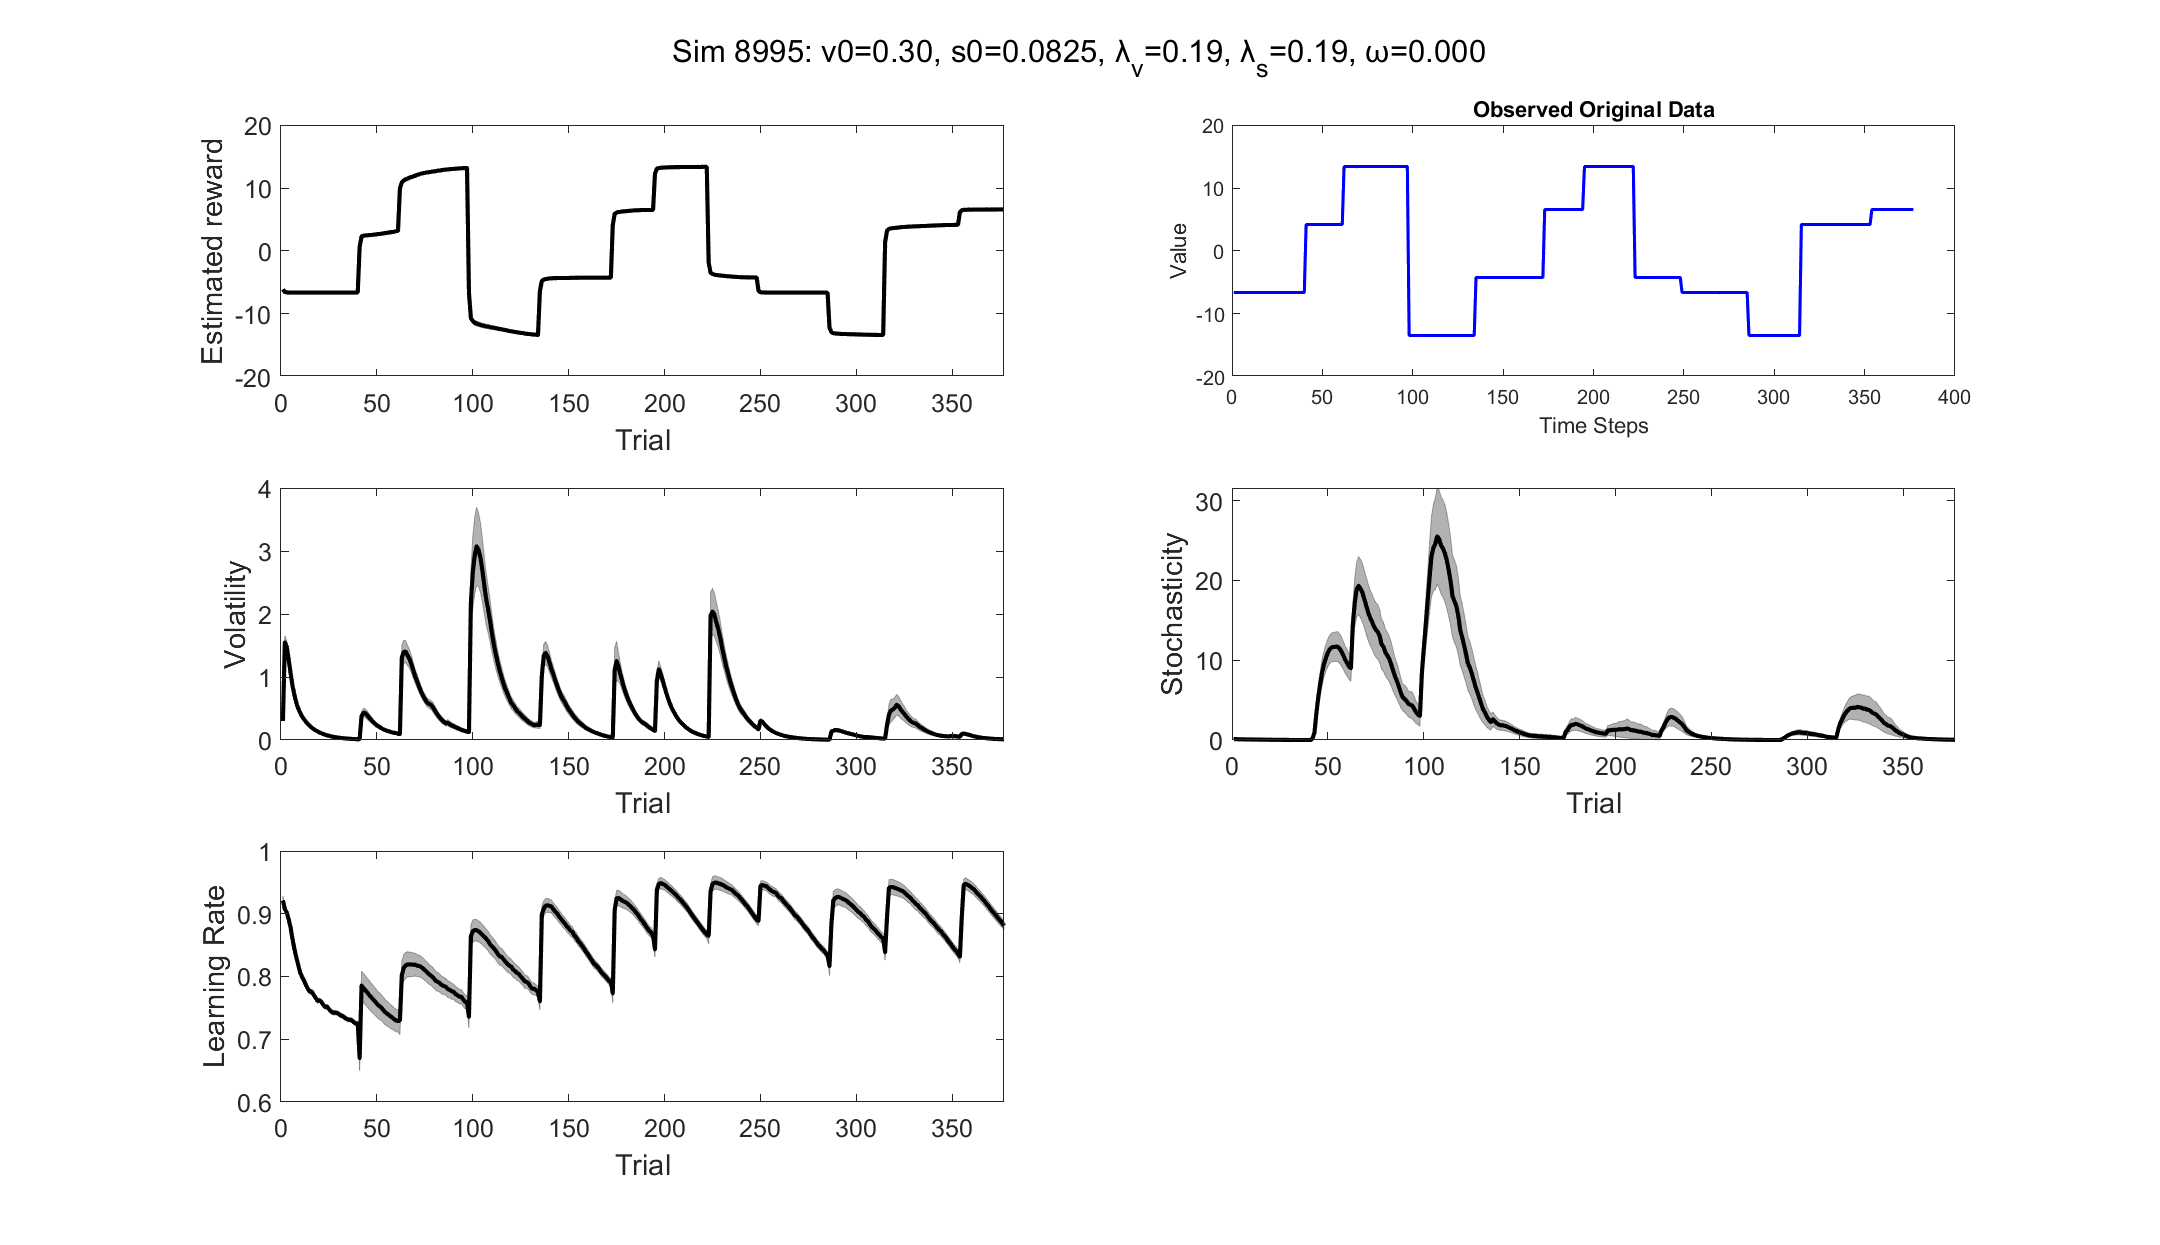 Sim 8995: v0=0.30, s0=0.0825, λv=0.19, λs=0.19, ω=0.000
Estimated reward
20
10
0
-10
-20
0 50 100 150 200 250 300 350
Trial
Observed Original Data
Value
20
10
0
-10
-20
0 50 100 150 200 250 300 350 400
Time Steps
Volatility
4
3
2
1
0
0 50 100 150 200 250 300 350
Trial
Stochasticity
30
20
10
0
0 50 100 150 200 250 300 350
Trial
Learning Rate
1
0.9
0.8
0.7
0.6
0 50 100 150 200 250 300 350
Trial